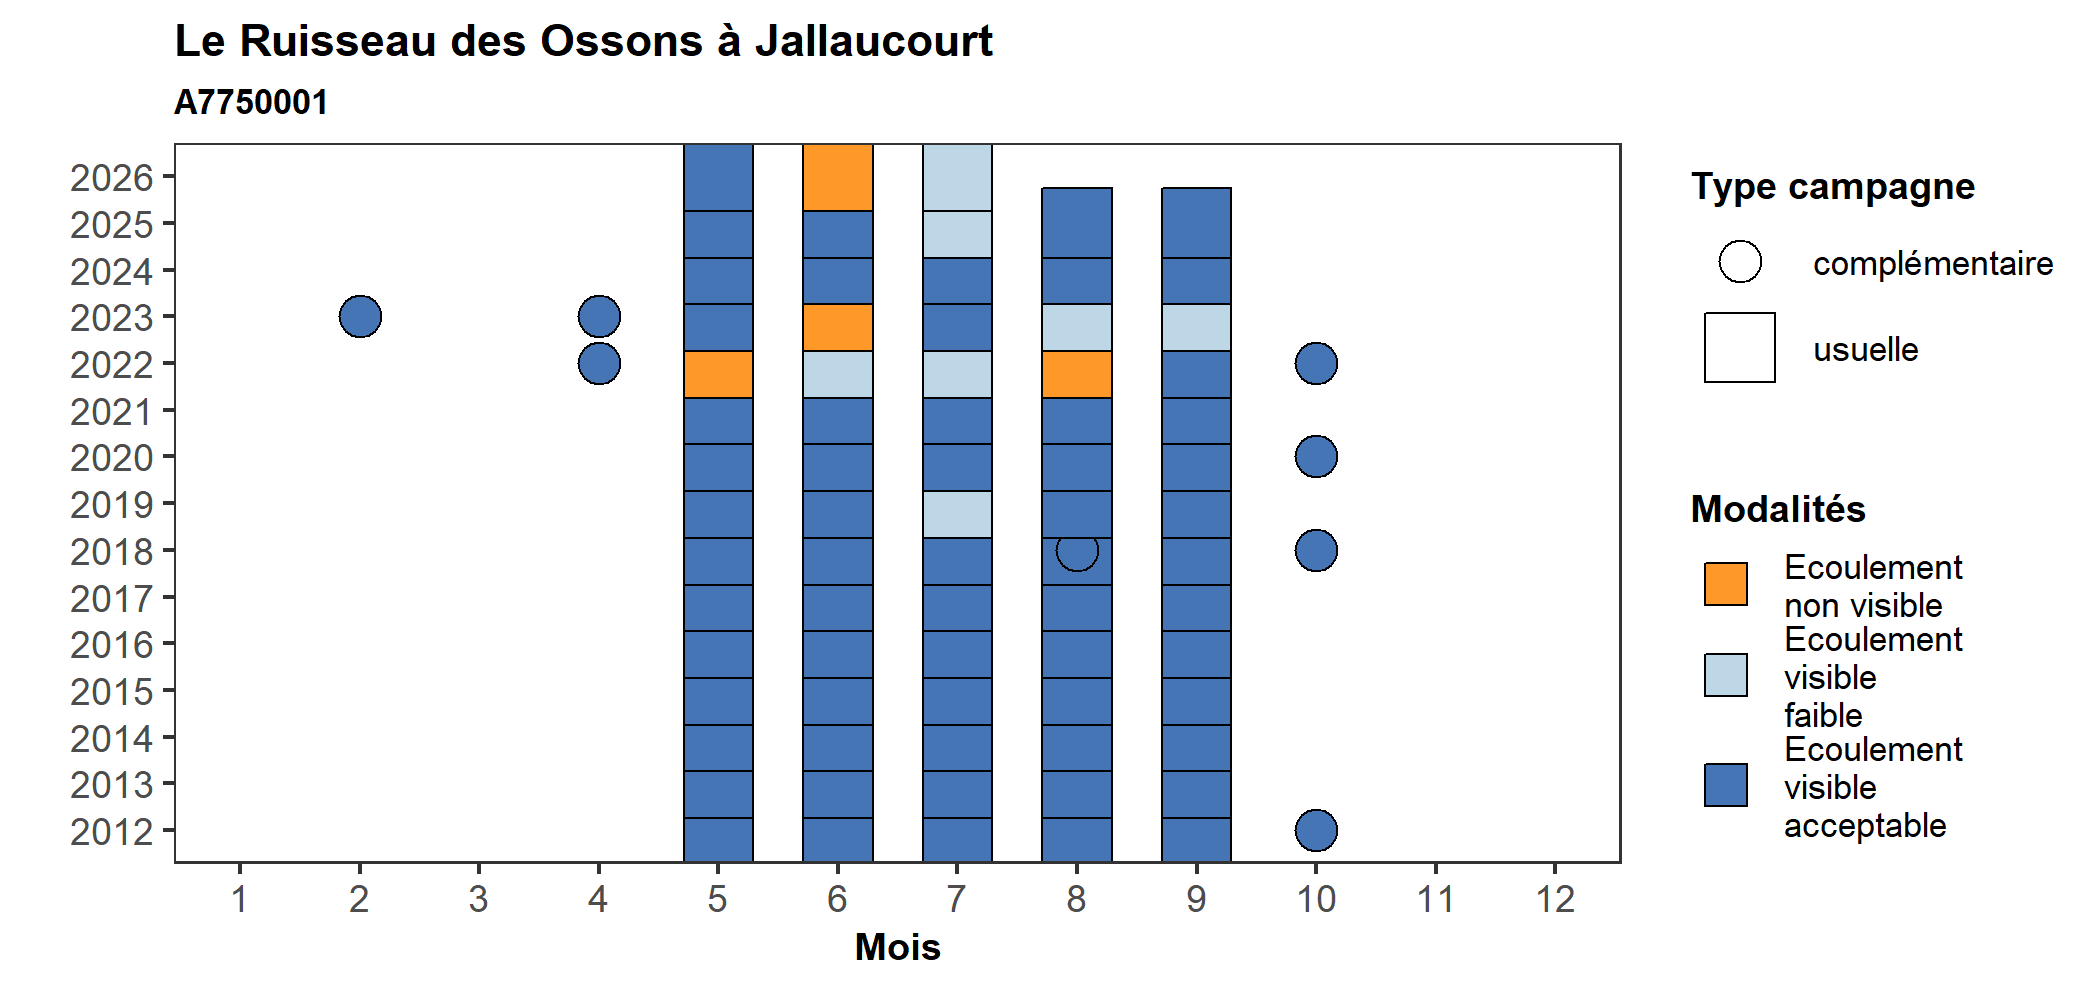 Le Ruisseau des Ossons à Jallaucourt
A7750001
2026
2025
2024
2023
2022
2021
2020
2019
2018
2017
2016
2015
2014
2013
2012
1 2 3 4 5 6 7 8 9 10 11 12
Mois
Type campagne
complémentaire
usuelle
Modalités
Ecoulement
non visible
Ecoulement
visible
faible
Ecoulement
visible
acceptable